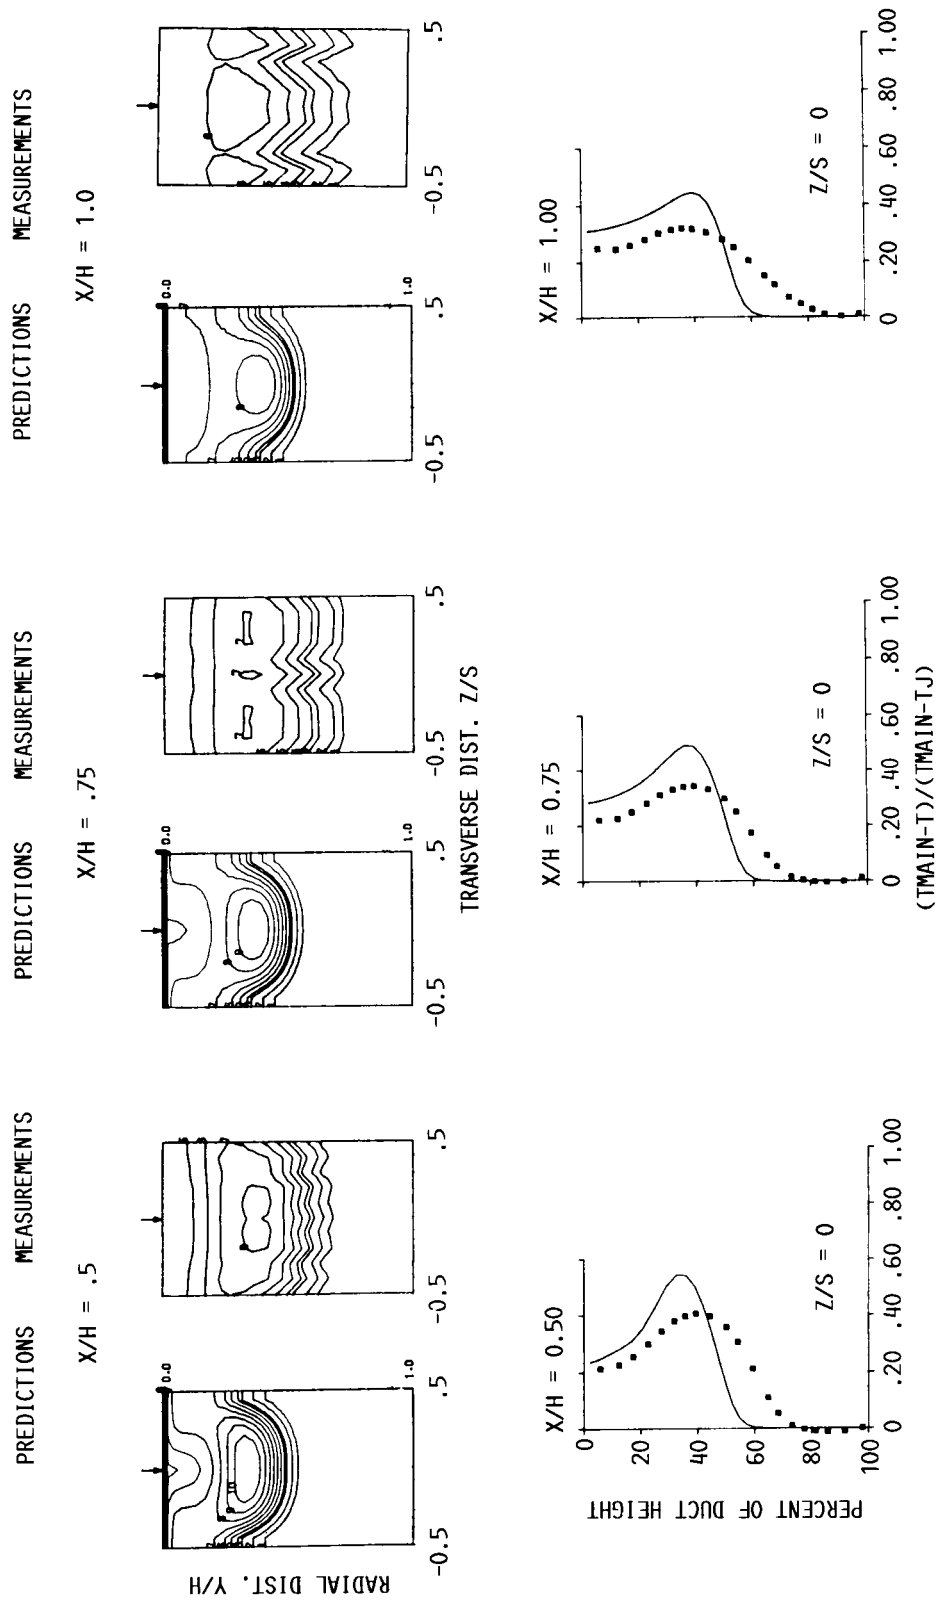 PREDICTIONS MEASUREMENTS PREDICTIONS MEASUREMENTS PREDICTIONS MEASUREMENTS
X/H = .5 X/H = .75 X/H = 1.0
0.0 0.0 0.0
RADIAL DIST. Y/H
1.0 1.0 1.0
-0.5 .5 -0.5 .5 -0.5 .5 -0.5 .5 -0.5 .5 -0.5 .5
TRANSVERSE DIST. Z/S
X/H = 0.50 X/H = 0.75 X/H = 1.00
PERCENT OF DUCT HEIGHT
0
20
40
60
80
100
Z/S = 0 Z/S = 0 Z/S = 0
0 .20 .40 .60 .80 1.00 0 .20 .40 .60 .80 1.00 0 .20 .40 .60 .80 1.00
(TMAIN-T)/(TMAIN-TJ)